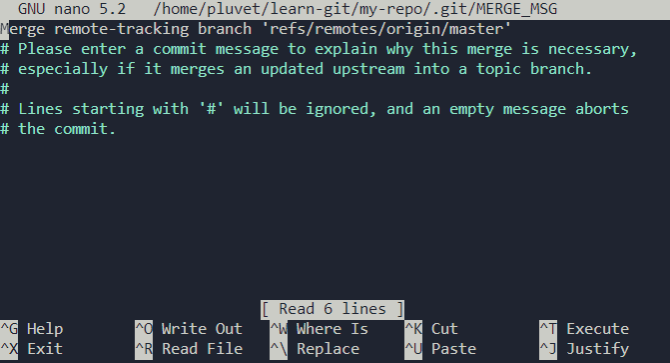 GNU nano 5.2 /home/pluvet/learn-git/my-repo/.git/MERGE_MSG
Merge remote-tracking branch 'refs/remotes/origin/master'
# Please enter a commit message to explain why this merge is necessary,
# especially if it merges an updated upstream into a topic branch.
#
# Lines starting with '#' will be ignored, and an empty message aborts
# the commit.
[ Read 6 lines ]
^G Help ^O Write Out ^W Where Is ^K Cut ^T Execute
^X Exit ^R Read File ^\ Replace ^U Paste ^J Justify